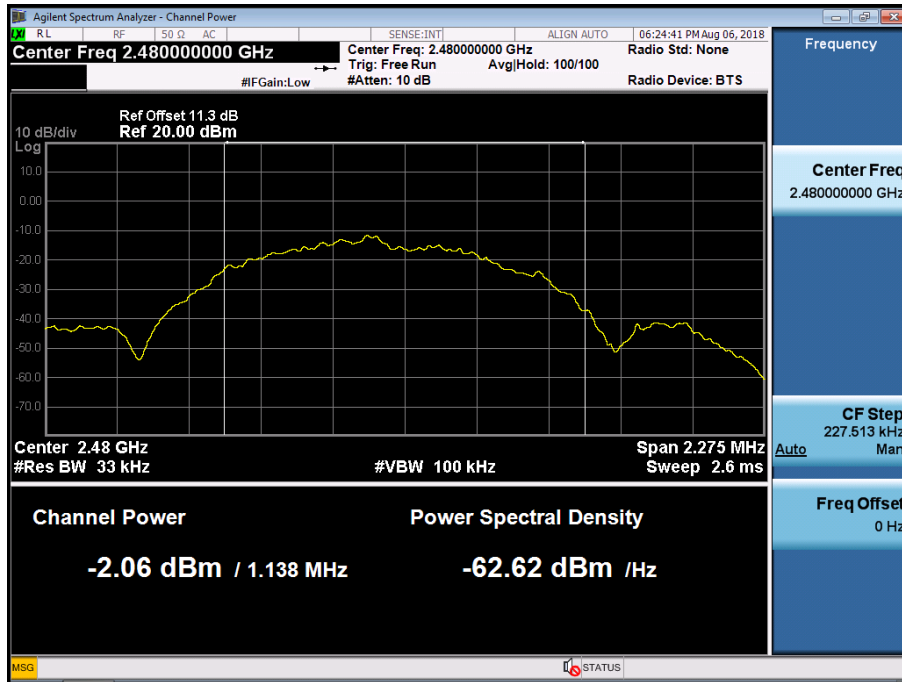 Agilent Spectrum Analyzer - Channel Power
LXI RL RF 50 Ω AC SENSE:INT ALIGN AUTO 06:24:41 PM Aug 06, 2018
Center Freq 2.480000000 GHz
Center Freq: 2.480000000 GHz Radio Std: None
Trig: Free Run Avg|Hold: 100/100
#IFGain:Low #Atten: 10 dB Radio Device: BTS
Ref Offset 11.3 dB
10 dB/div Ref 20.00 dBm
Log
10.0
0.00
-10.0
-20.0
-30.0
-40.0
-50.0
-60.0
-70.0
Center 2.48 GHz Span 2.275 MHz
#Res BW 33 kHz #VBW 100 kHz Sweep 2.6 ms
Channel Power Power Spectral Density
-2.06 dBm / 1.138 MHz -62.62 dBm /Hz
MSG STATUS
Frequency
Center Freq
2.480000000 GHz
CF Step
227.513 kHz
Auto Man
Freq Offset
0 Hz